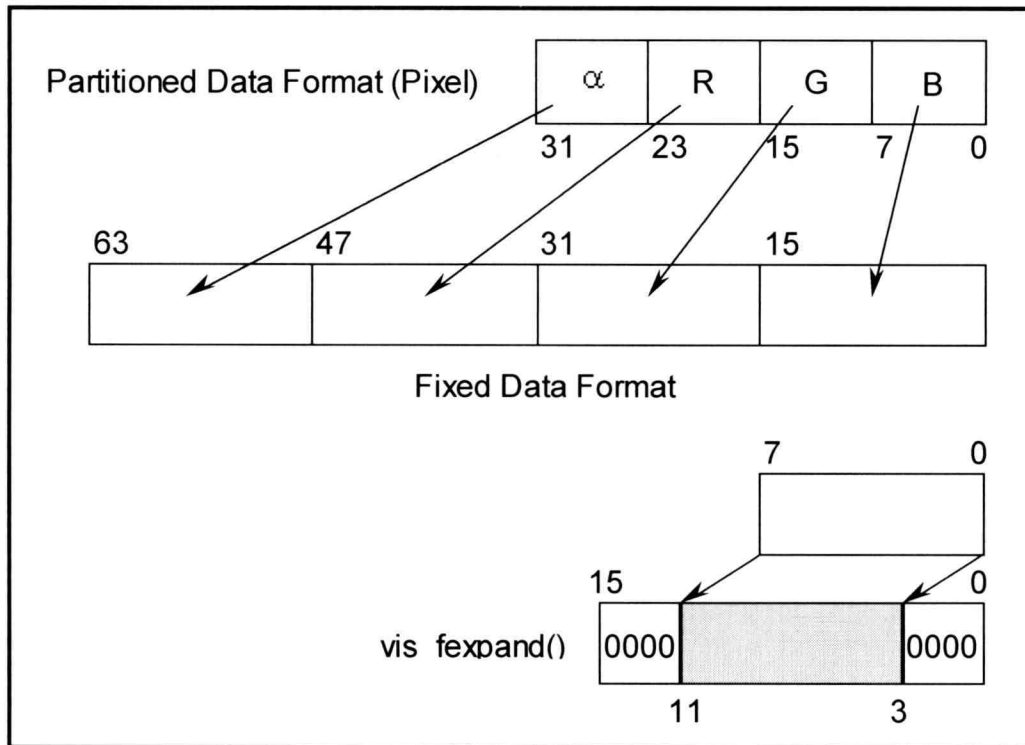 Partitioned Data Format (Pixel)
α R G B
31 23 15 7 0
63 47 31 15
Fixed Data Format
7 0
15 0
vis fexpand() 0000 0000
11 3